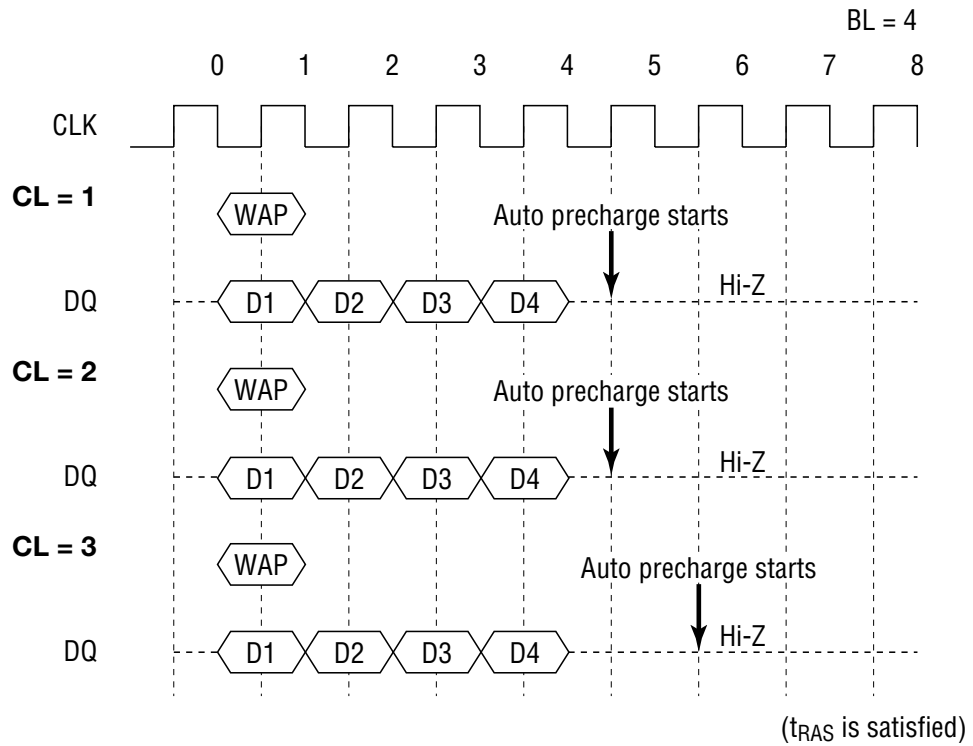 BL = 4
0 1 2 3 4 5 6 7 8
CLK
CL = 1
WAP
Auto precharge starts
DQ
D1 D2 D3 D4
Hi-Z
CL = 2
WAP
Auto precharge starts
DQ
D1 D2 D3 D4
Hi-Z
CL = 3
WAP
Auto precharge starts
DQ
D1 D2 D3 D4
Hi-Z
(tRAS is satisfied)